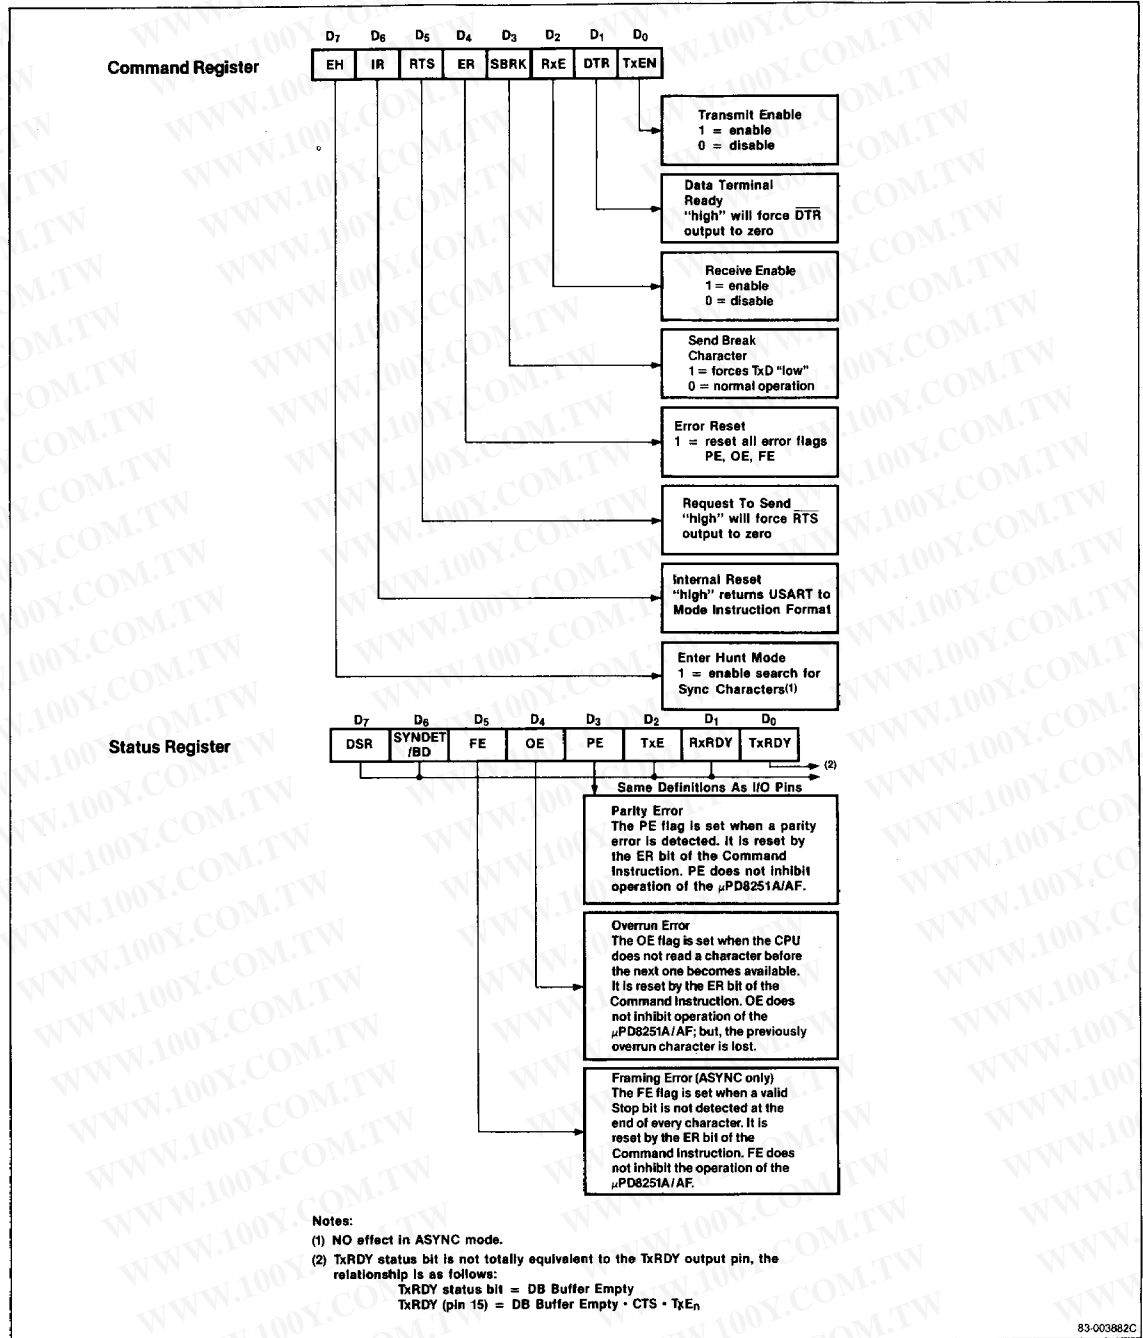 D7 D6 D5 D4 D3 D2 D1 D0
Command Register
EH IR RTS ER SBRK RxE DTR TxEN
Transmit Enable
1 = enable
0 = disable
Data Terminal
Ready
"high" will force D̅T̅R̅
output to zero
Receive Enable
1 = enable
0 = disable
Send Break
Character
1 = forces TxD "low"
0 = normal operation
Error Reset
1 = reset all error flags
PE, OE, FE
Request To Send
"high" will force R̅T̅S̅
output to zero
Internal Reset
"high" returns USART to
Mode Instruction Format
Enter Hunt Mode
1 = enable search for
Sync Characters(1)
D7 D6 D5 D4 D3 D2 D1 D0
Status Register
DSR SYNDET FE OE PE TxE RxRDY TxRDY
/BD
(2)
Same Definitions As I/O Pins
Parity Error
The PE flag is set when a parity
error is detected. It is reset by
the ER bit of the Command
Instruction. PE does not inhibit
operation of the μPD8251A/AF.
Overrun Error
The OE flag is set when the CPU
does not read a character before
the next one becomes available.
It is reset by the ER bit of the
Command Instruction. OE does
not inhibit operation of the
μPD8251A/AF; but, the previously
overrun character is lost.
Framing Error (ASYNC only)
The FE flag is set when a valid
Stop bit is not detected at the
end of every character. It is
reset by the ER bit of the
Command Instruction. FE does
not inhibit the operation of the
μPD8251A/AF.
Notes:
(1) NO effect in ASYNC mode.
(2) TxRDY status bit is not totally equivalent to the TxRDY output pin, the
relationship is as follows:
TxRDY status bit = DB Buffer Empty
TxRDY (pin 15) = DB Buffer Empty • CTS • TxEn
83-003882C
WWW.100Y.COM.TW